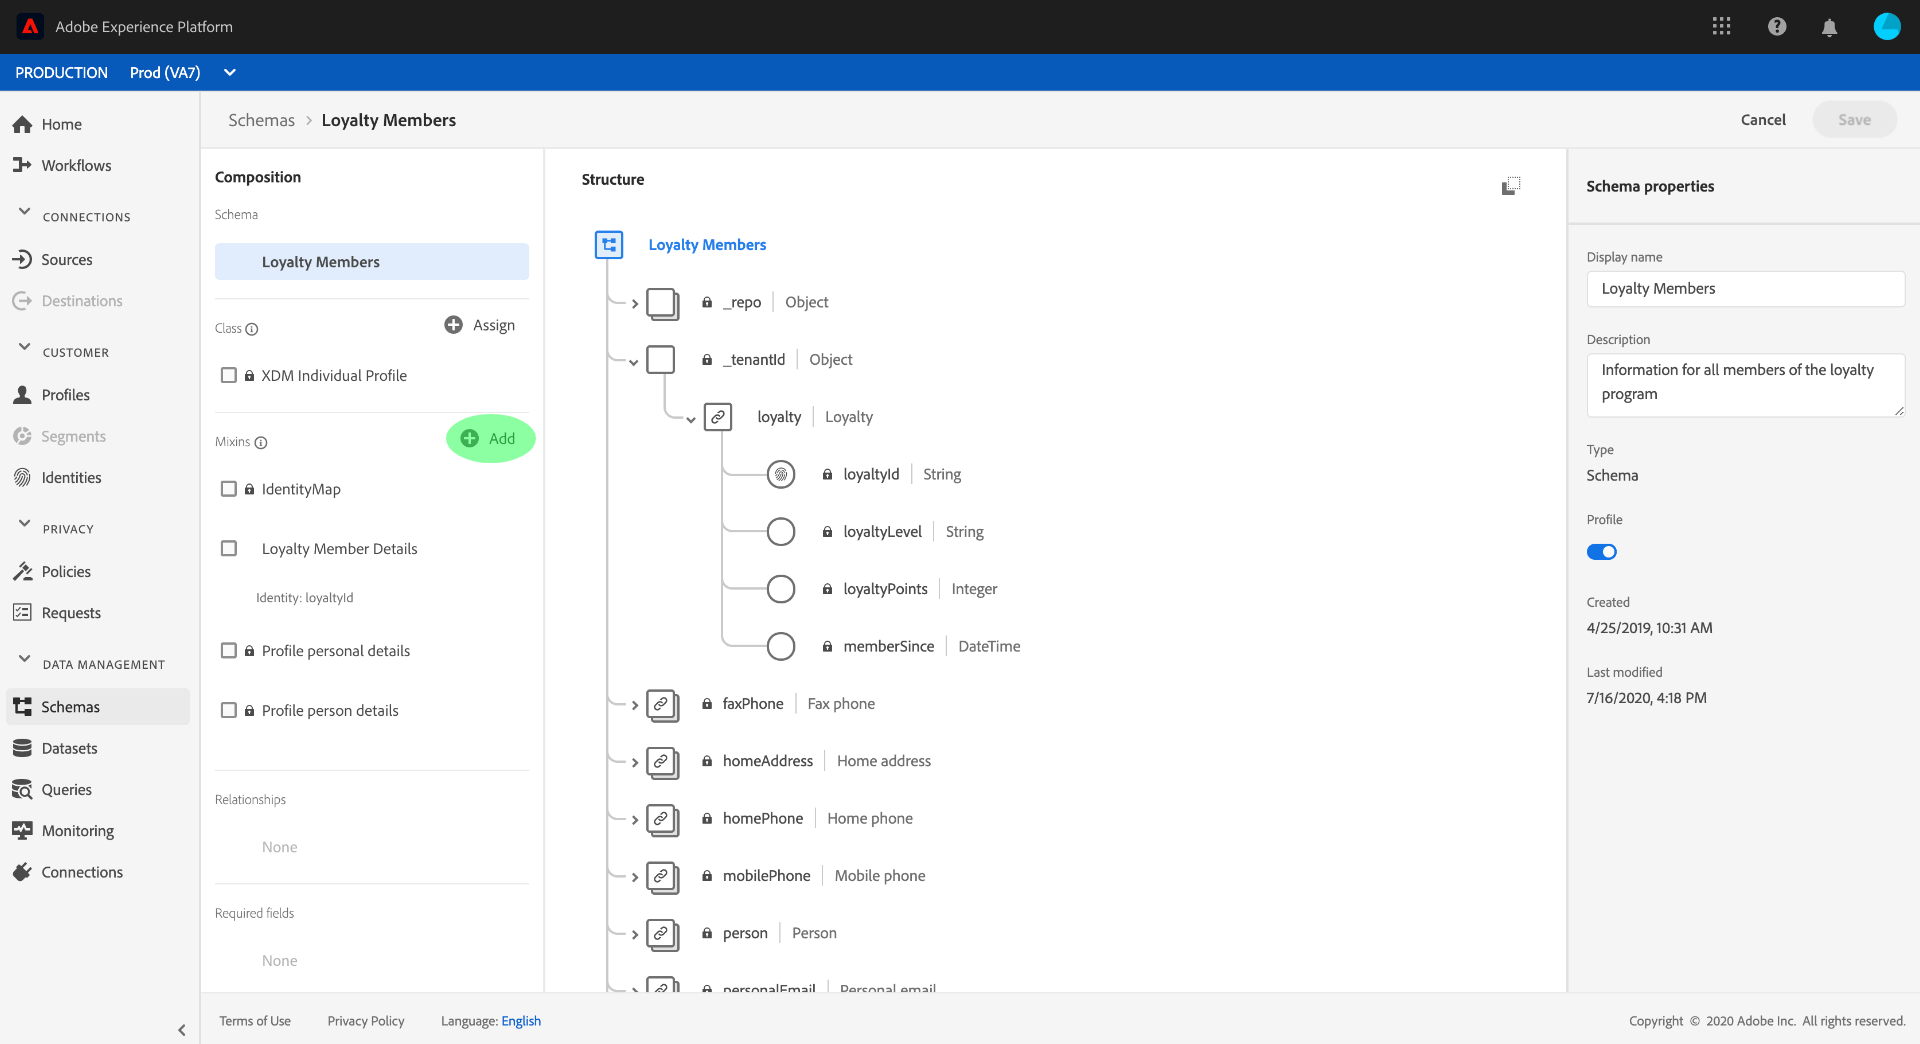 Adobe Experience Platform
PRODUCTION Prod (VA7)
Home
Workflows
CONNECTIONS
Sources
Destinations
CUSTOMER
Profiles
Segments
Identities
PRIVACY
Policies
Requests
DATA MANAGEMENT
Schemas
Datasets
Queries
Monitoring
Connections
Schemas > Loyalty Members
Cancel Save
Composition
Schema
Loyalty Members
Class Assign
XDM Individual Profile
Mixins Add
IdentityMap
Loyalty Member Details
Identity: loyaltyId
Profile personal details
Profile person details
Relationships
None
Required fields
None
Structure
Loyalty Members
_repo | Object
_tenantId | Object
loyalty | Loyalty
loyaltyId | String
loyaltyLevel | String
loyaltyPoints | Integer
memberSince | DateTime
faxPhone | Fax phone
homeAddress | Home address
homePhone | Home phone
mobilePhone | Mobile phone
person | Person
personalEmail | Personal email
Schema properties
Display name
Loyalty Members
Description
Information for all members of the loyalty
program
Type
Schema
Profile
Created
4/25/2019, 10:31 AM
Last modified
7/16/2020, 4:18 PM
Terms of Use Privacy Policy Language: English
Copyright © 2020 Adobe Inc. All rights reserved.